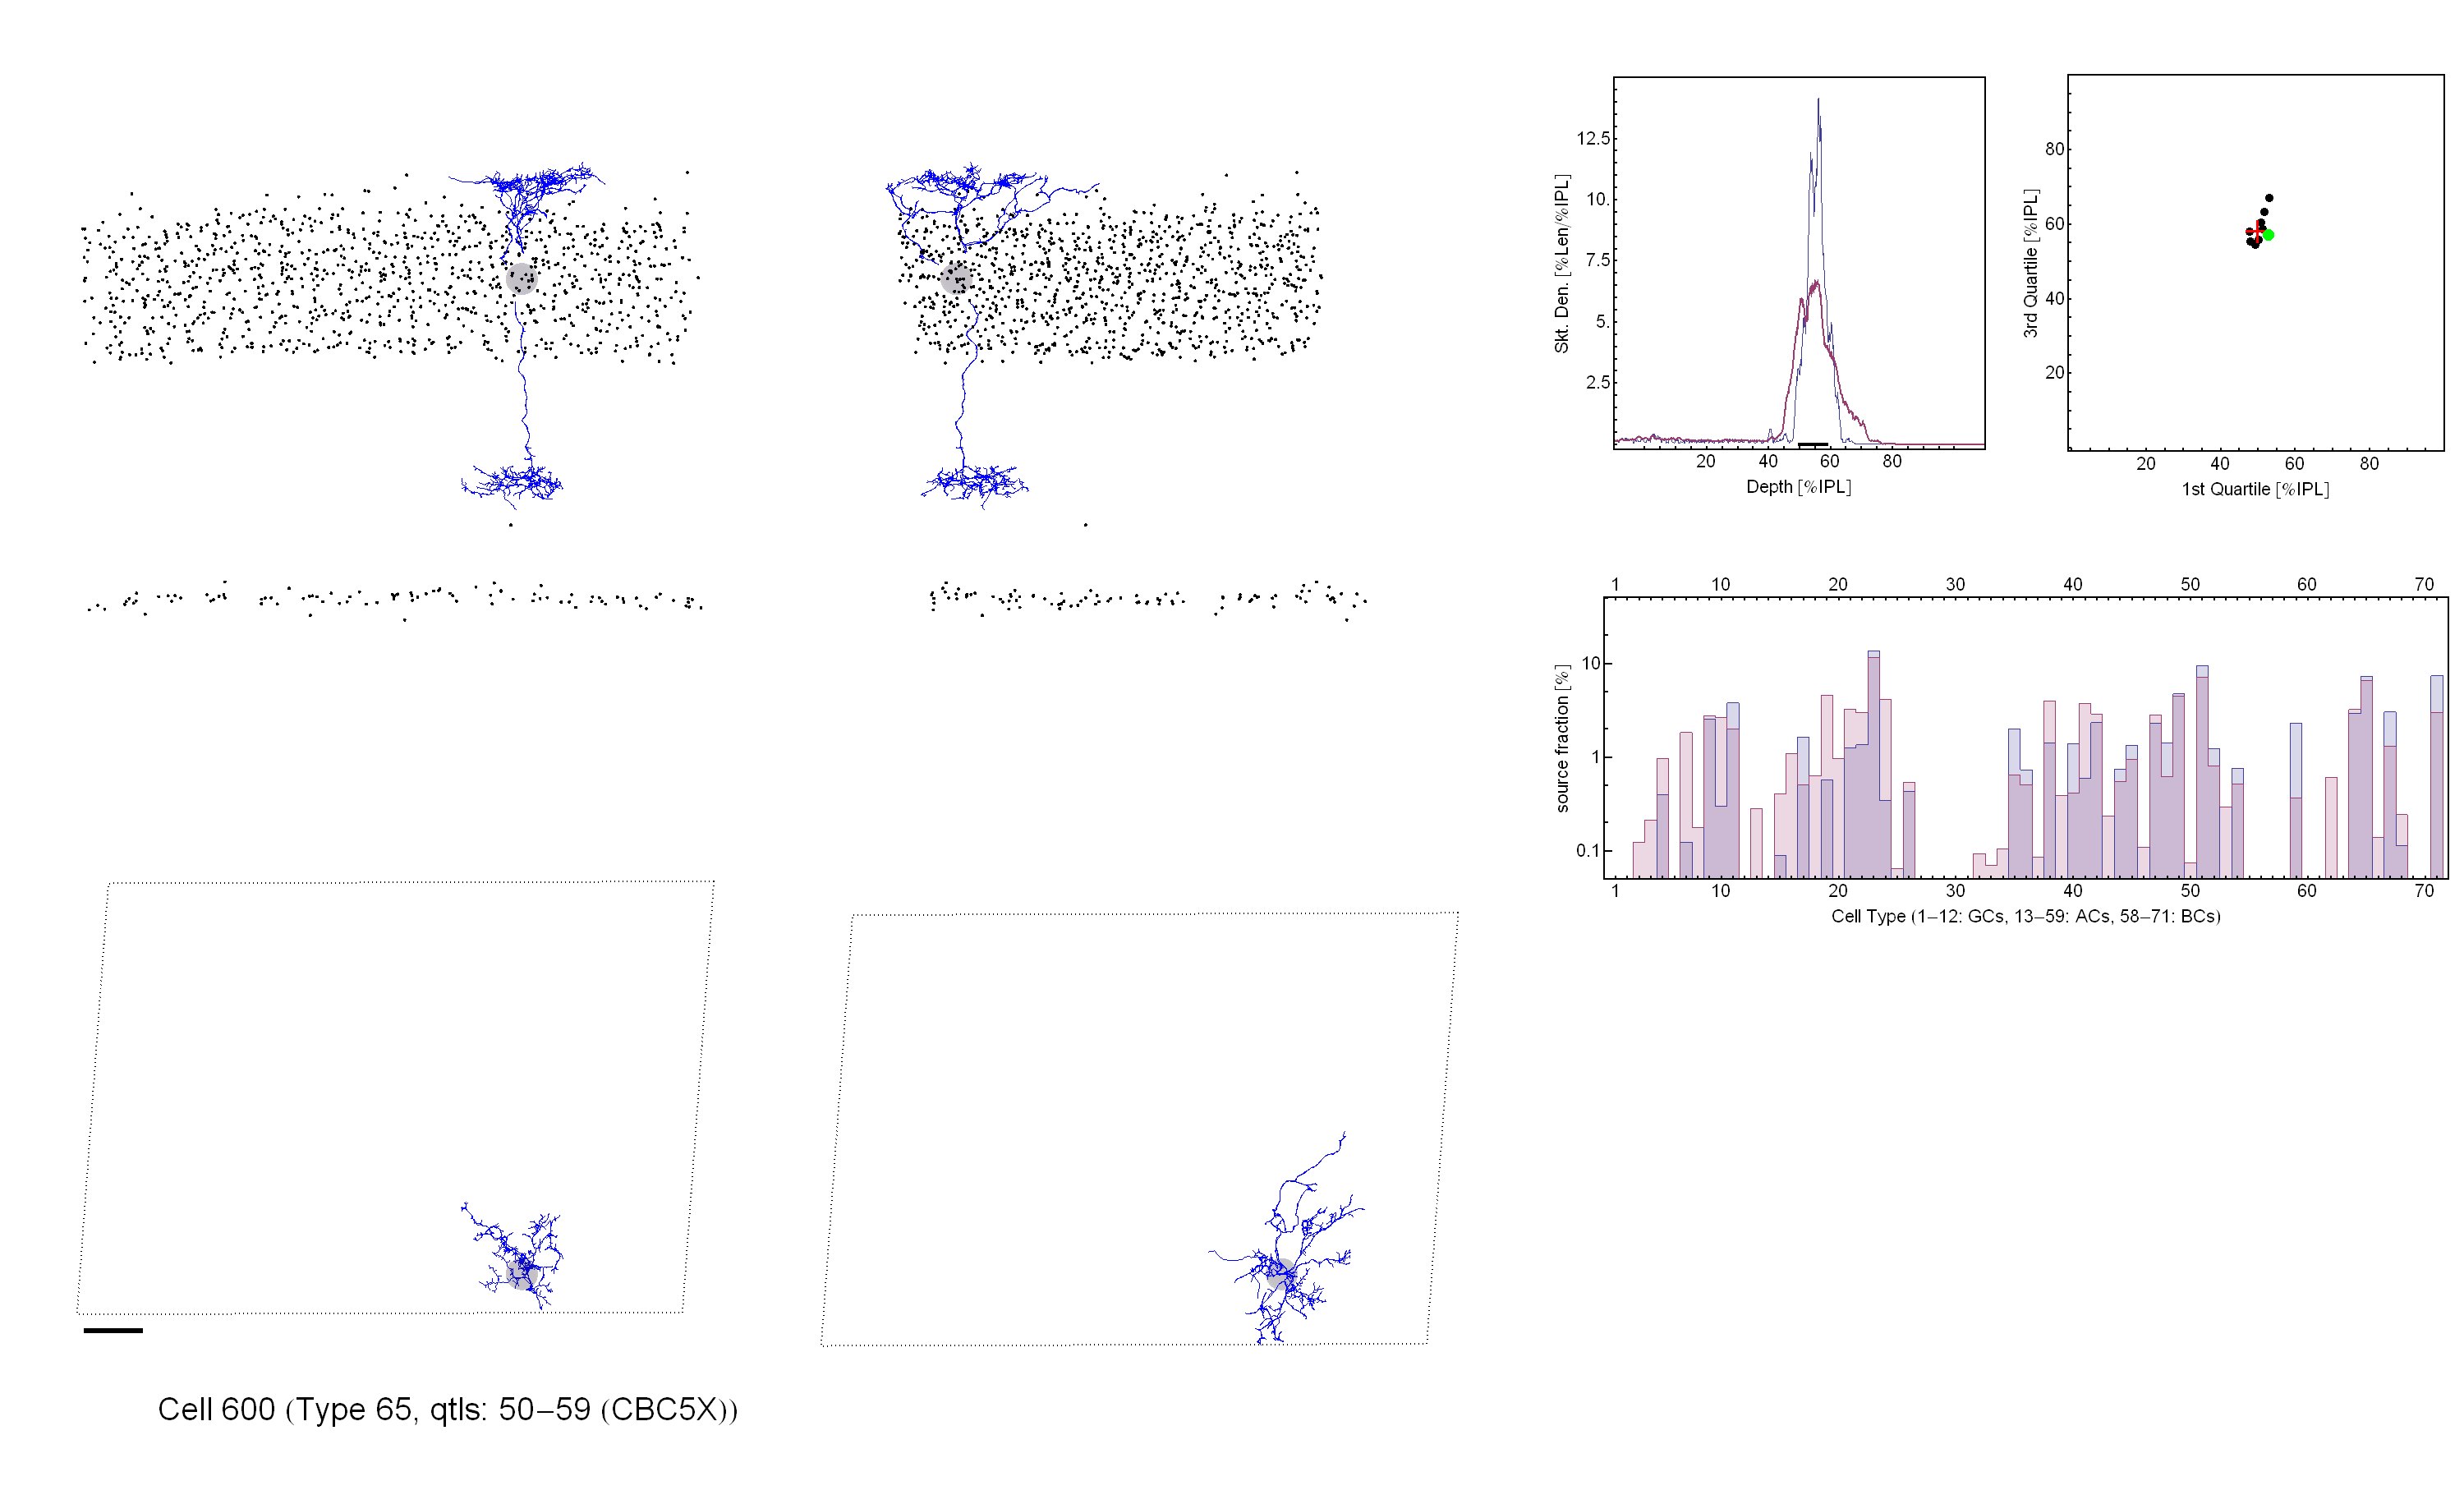 12.5
10.
7.5
5.
2.5
Skt. Den. [%Len/%IPL]
20 40 60 80
Depth [%IPL]
80
60
40
20
3rd Quartile [%IPL]
20 40 60 80
1st Quartile [%IPL]
1 10 20 30 40 50 60 70
10
1
0.1
source fraction [%]
1 10 20 30 40 50 60 70
Cell Type (1–12: GCs, 13–59: ACs, 58–71: BCs)
Cell 600 (Type 65, qtls: 50–59 (CBC5X))